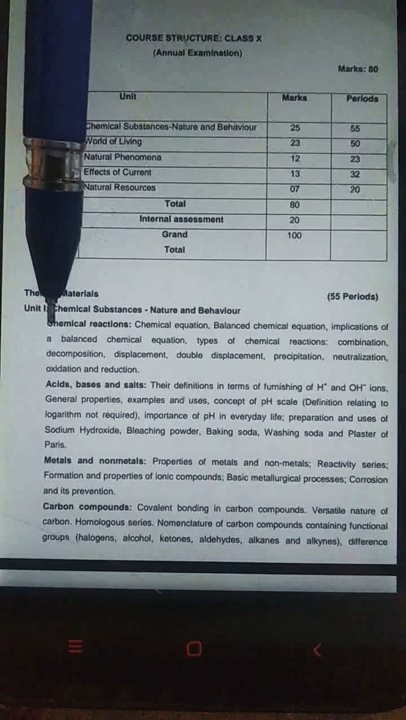 COURSE STRUCTURE: CLASS X
(Annual Examination)
Marks: 80
Unit Marks Periods
Chemical Substances-Nature and Behaviour 25 55
World of Living 23 50
Natural Phenomena 12 23
Effects of Current 13 32
Natural Resources 07 20
Total 80
Internal assessment 20
Grand 100
Total
Materials (55 Periods)
Unit Chemical Substances - Nature and Behaviour
Chemical reactions: Chemical equation, Balanced chemical equation, implications of
a balanced chemical equation, types of chemical reactions: combination,
decomposition, displacement, double displacement, precipitation, neutralization,
oxidation and reduction.
Acids, bases and salts: Their definitions in terms of furnishing of H⁺ and OH⁻ ions,
General properties, examples and uses, concept of pH scale (Definition relating to
logarithm not required), importance of pH in everyday life; preparation and uses of
Sodium Hydroxide, Bleaching powder, Baking soda, Washing soda and Plaster of
Paris.
Metals and nonmetals: Properties of metals and non-metals; Reactivity series;
Formation and properties of ionic compounds; Basic metallurgical processes; Corrosion
and its prevention.
Carbon compounds: Covalent bonding in carbon compounds. Versatile nature of
carbon. Homologous series. Nomenclature of carbon compounds containing functional
groups (halogens, alcohol, ketones, aldehydes, alkanes and alkynes), difference